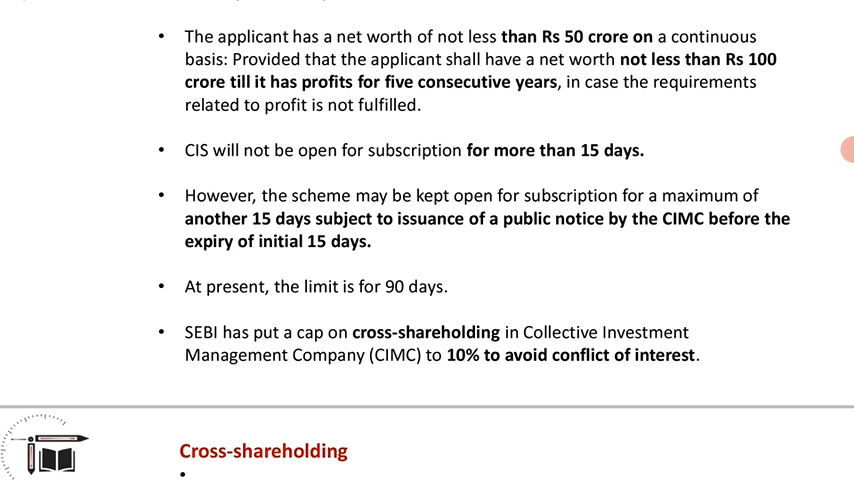 • The applicant has a net worth of not less than Rs 50 crore on a continuous
basis: Provided that the applicant shall have a net worth not less than Rs 100
crore till it has profits for five consecutive years, in case the requirements
related to profit is not fulfilled.
• CIS will not be open for subscription for more than 15 days.
• However, the scheme may be kept open for subscription for a maximum of
another 15 days subject to issuance of a public notice by the CIMC before the
expiry of initial 15 days.
• At present, the limit is for 90 days.
• SEBI has put a cap on cross-shareholding in Collective Investment
Management Company (CIMC) to 10% to avoid conflict of interest.
Cross-shareholding
•